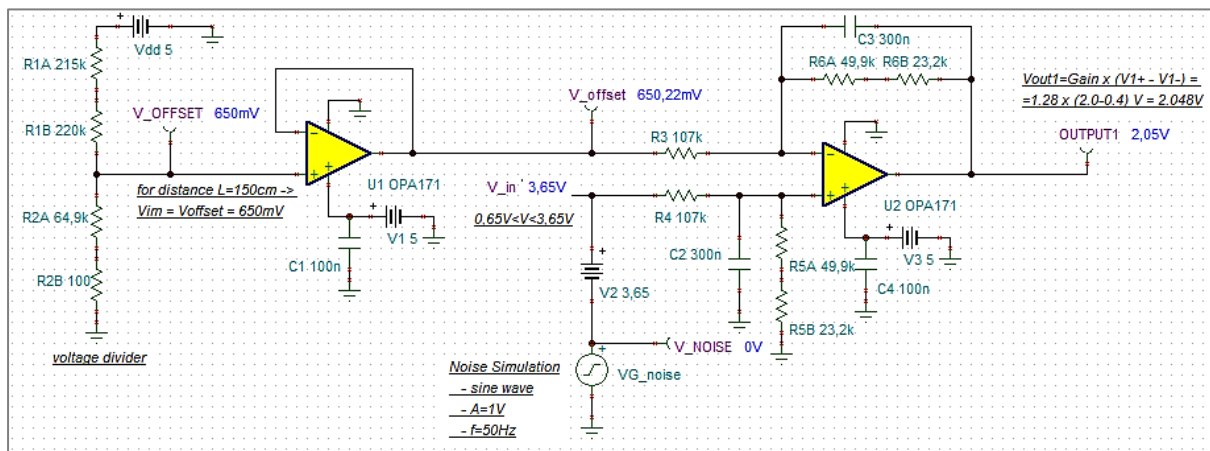 Vdd 5
R1A 215k
R1B 220k
V_OFFSET 650mV
for distance L=150cm ->
Vim = Voffset = 650mV
R2A 64,9k
R2B 100
voltage divider
U1 OPA171
V1 5
C1 100n
V_offset 650,22mV
R3 107k
V_in 3,65V
0,65V<V<3,65V
R4 107k
C2 300n
V2 3,65
V_NOISE 0V
VG_noise
Noise Simulation
- sine wave
- A=1V
- f=50Hz
C3 300n
R6A 49,9k
R6B 23,2k
U2 OPA171
R5A 49,9k
R5B 23,2k
V3 5
C4 100n
Vout1=Gain x (V1+ - V1-) =
=1.28 x (2.0-0.4) V = 2.048V
OUTPUT1 2,05V